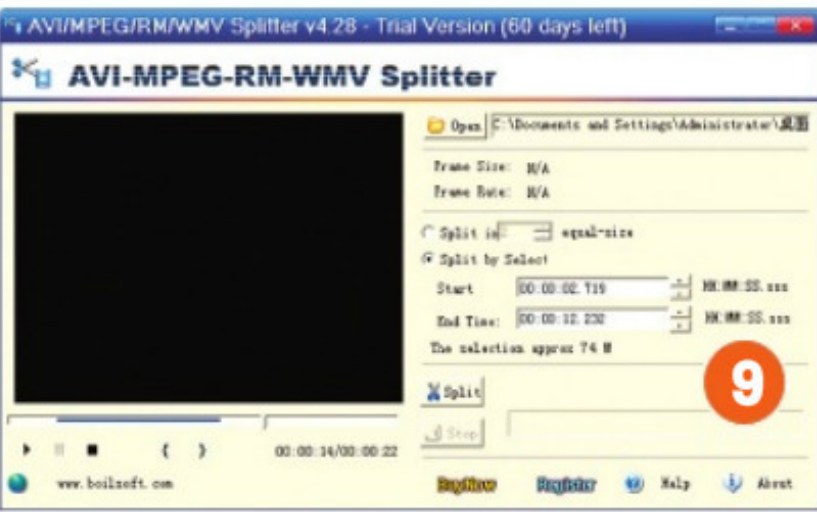 AVI/MPEG/RM/WMV Splitter v4.28 - Trial Version (60 days left)
AVI-MPEG-RM-WMV Splitter
Open C:\Documents and Settings\Administrator\桌面
Frame Size: N/A
Frame Rate: N/A
Split in equal-size
Split by Select
Start 00:00:02.719 HH:MM:SS.sss
End Time: 00:00:12.232 HH:MM:SS.sss
The selection approx 74 M
9
Split
Stop
{ } 00:00:14/00:00:22
www.boilsoft.com BuyNow Register Help About